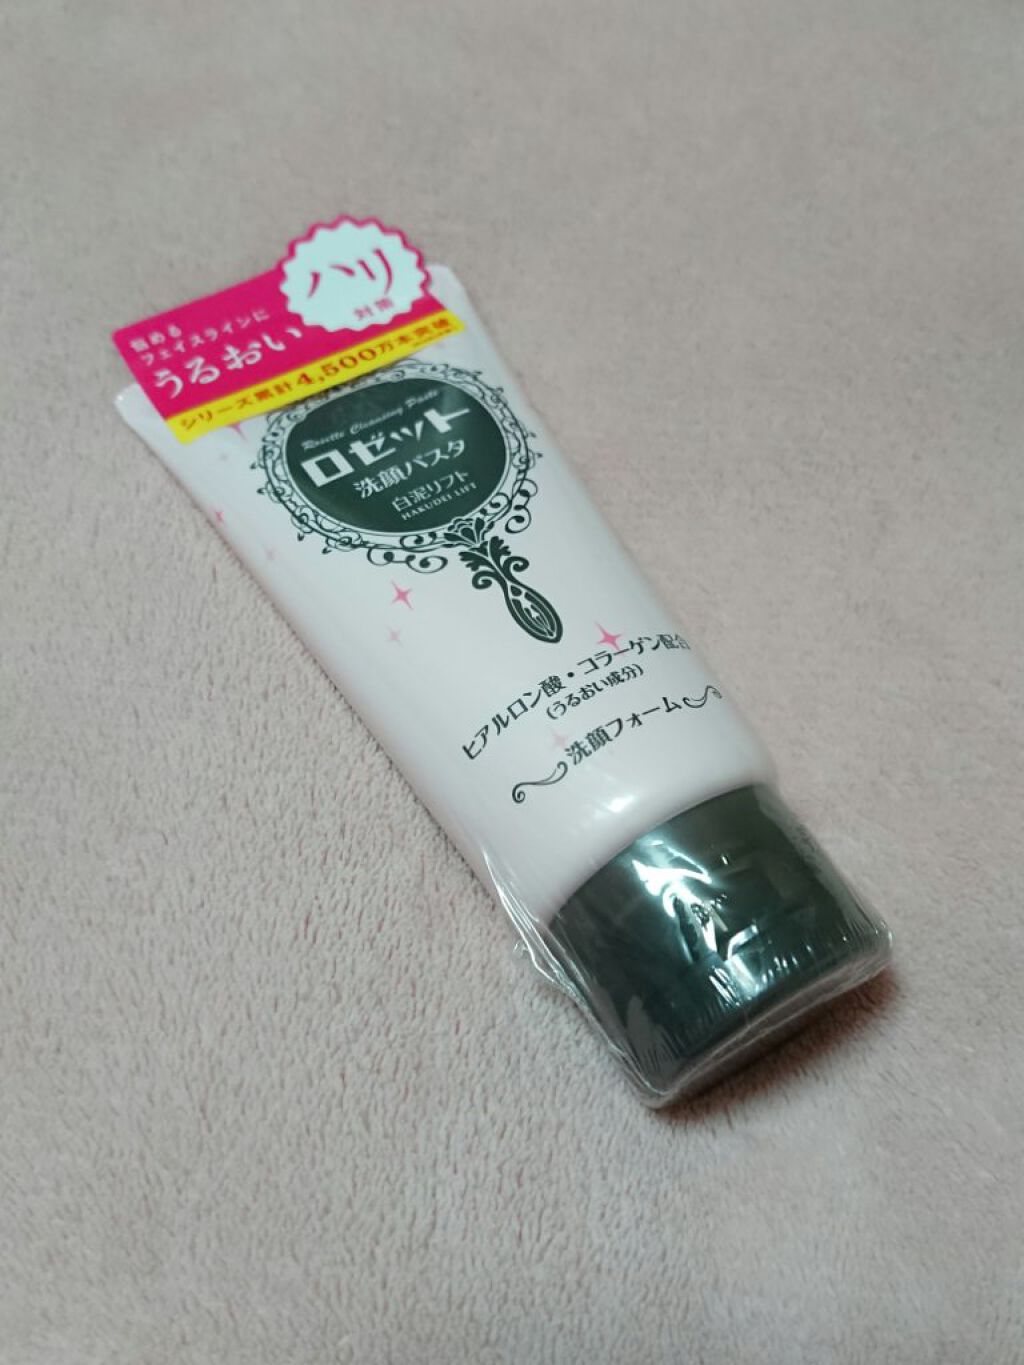 ハリ
対策
悩める
フェイスラインに
うるおい
シリーズ累計4,500万本突破
Rosette Cleansing Paste
ロゼット
洗顔パスタ
白泥リフト
HAKUDEI LIFT
ヒアルロン酸・コラーゲン配合
(うるおい成分)
洗顔フォーム